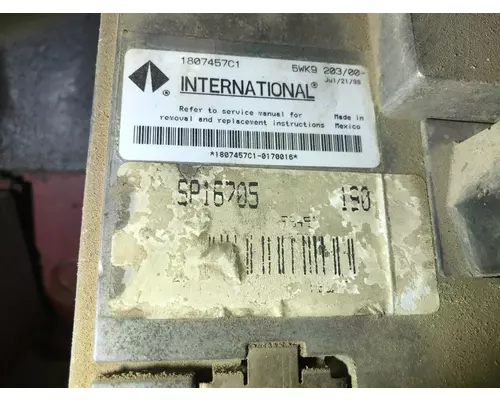 1807457C1 5WK9 203/00-
Jul/21/98
INTERNATIONAL®
Refer to service manual for
removal and replacement instructions
Made in
Mexico
*1807457C1-0170016*
SP16705 190